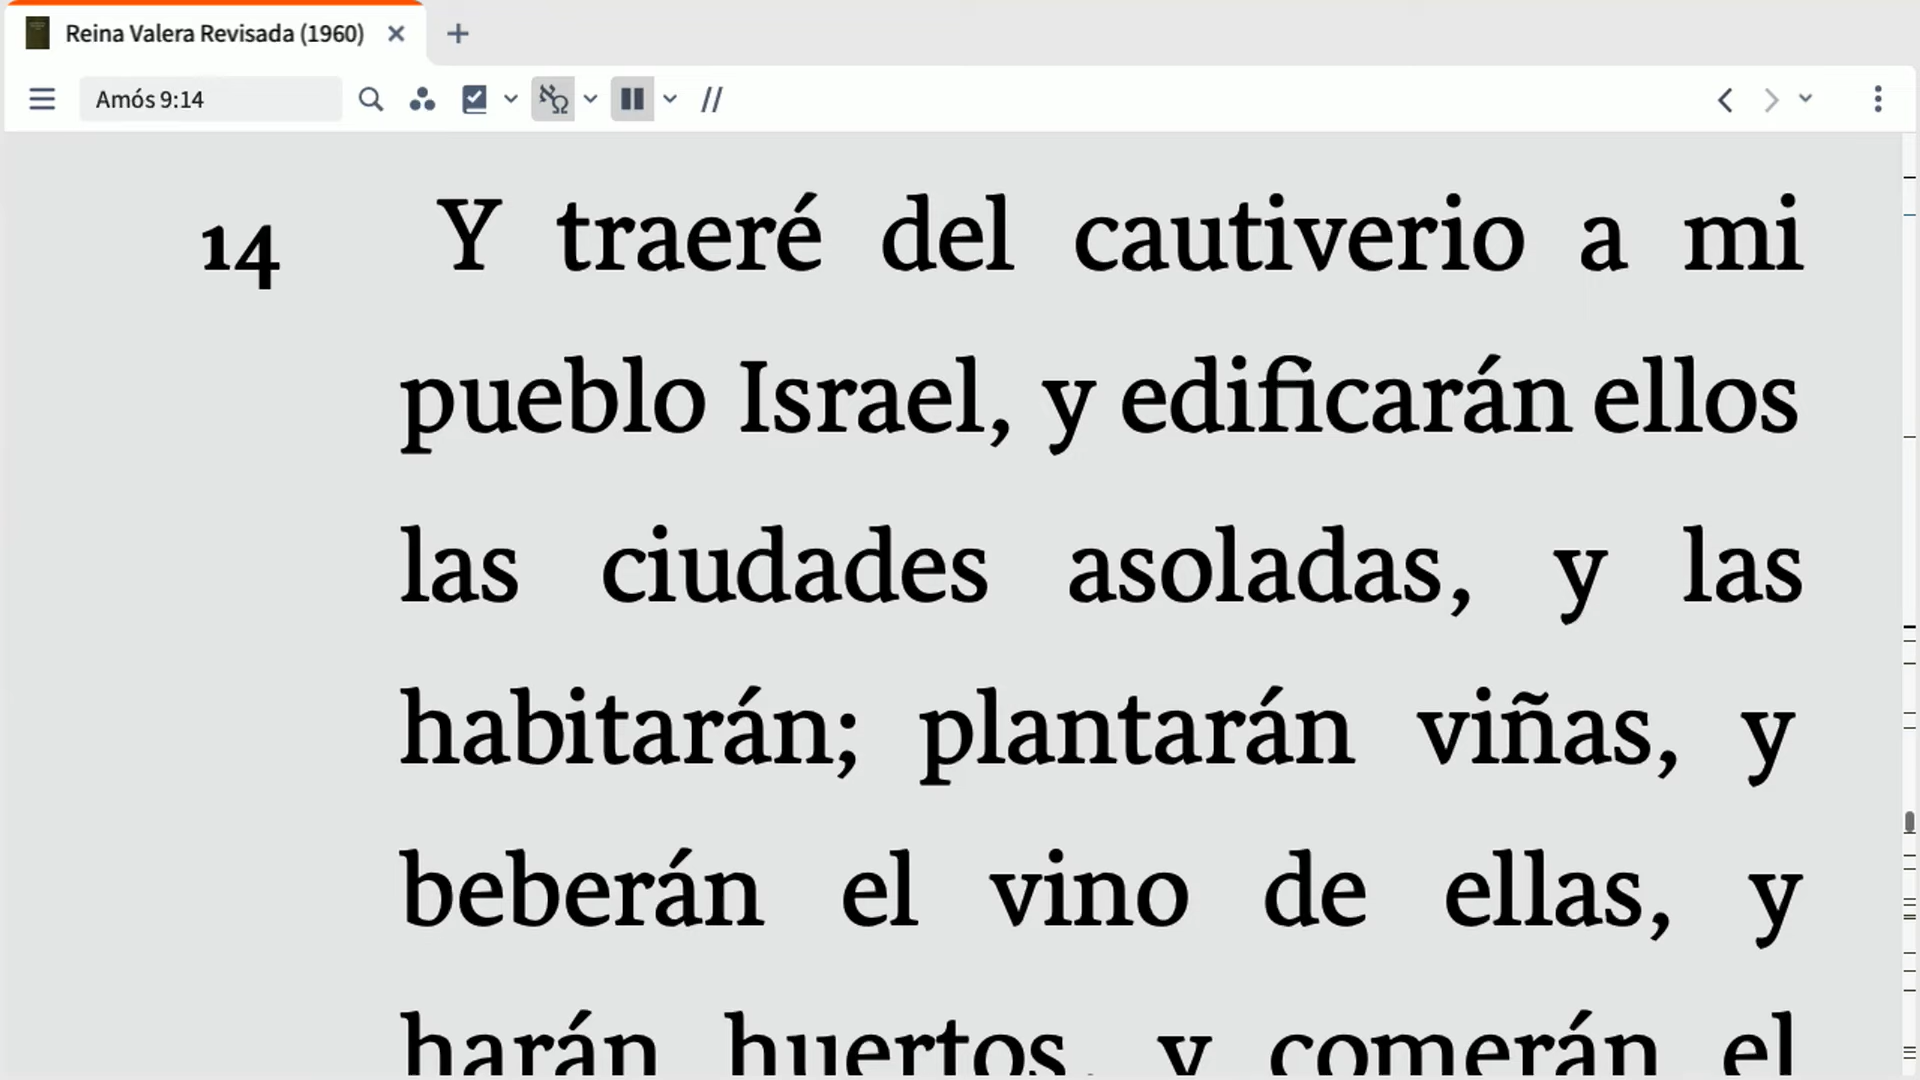 Reina Valera Revisada (1960)
Amós 9:14
14 Y traeré del cautiverio a mi
pueblo Israel, y edificarán ellos
las ciudades asoladas, y las
habitarán; plantarán viñas, y
beberán el vino de ellas, y
harán huertos, y comerán el